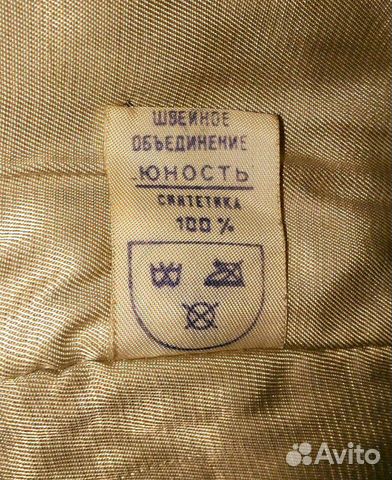 ШВЕЙНОЕ
ОБЪЕДИНЕНИЕ
ЮНОСТЬ
СИНТЕТИКА
100%
Avito